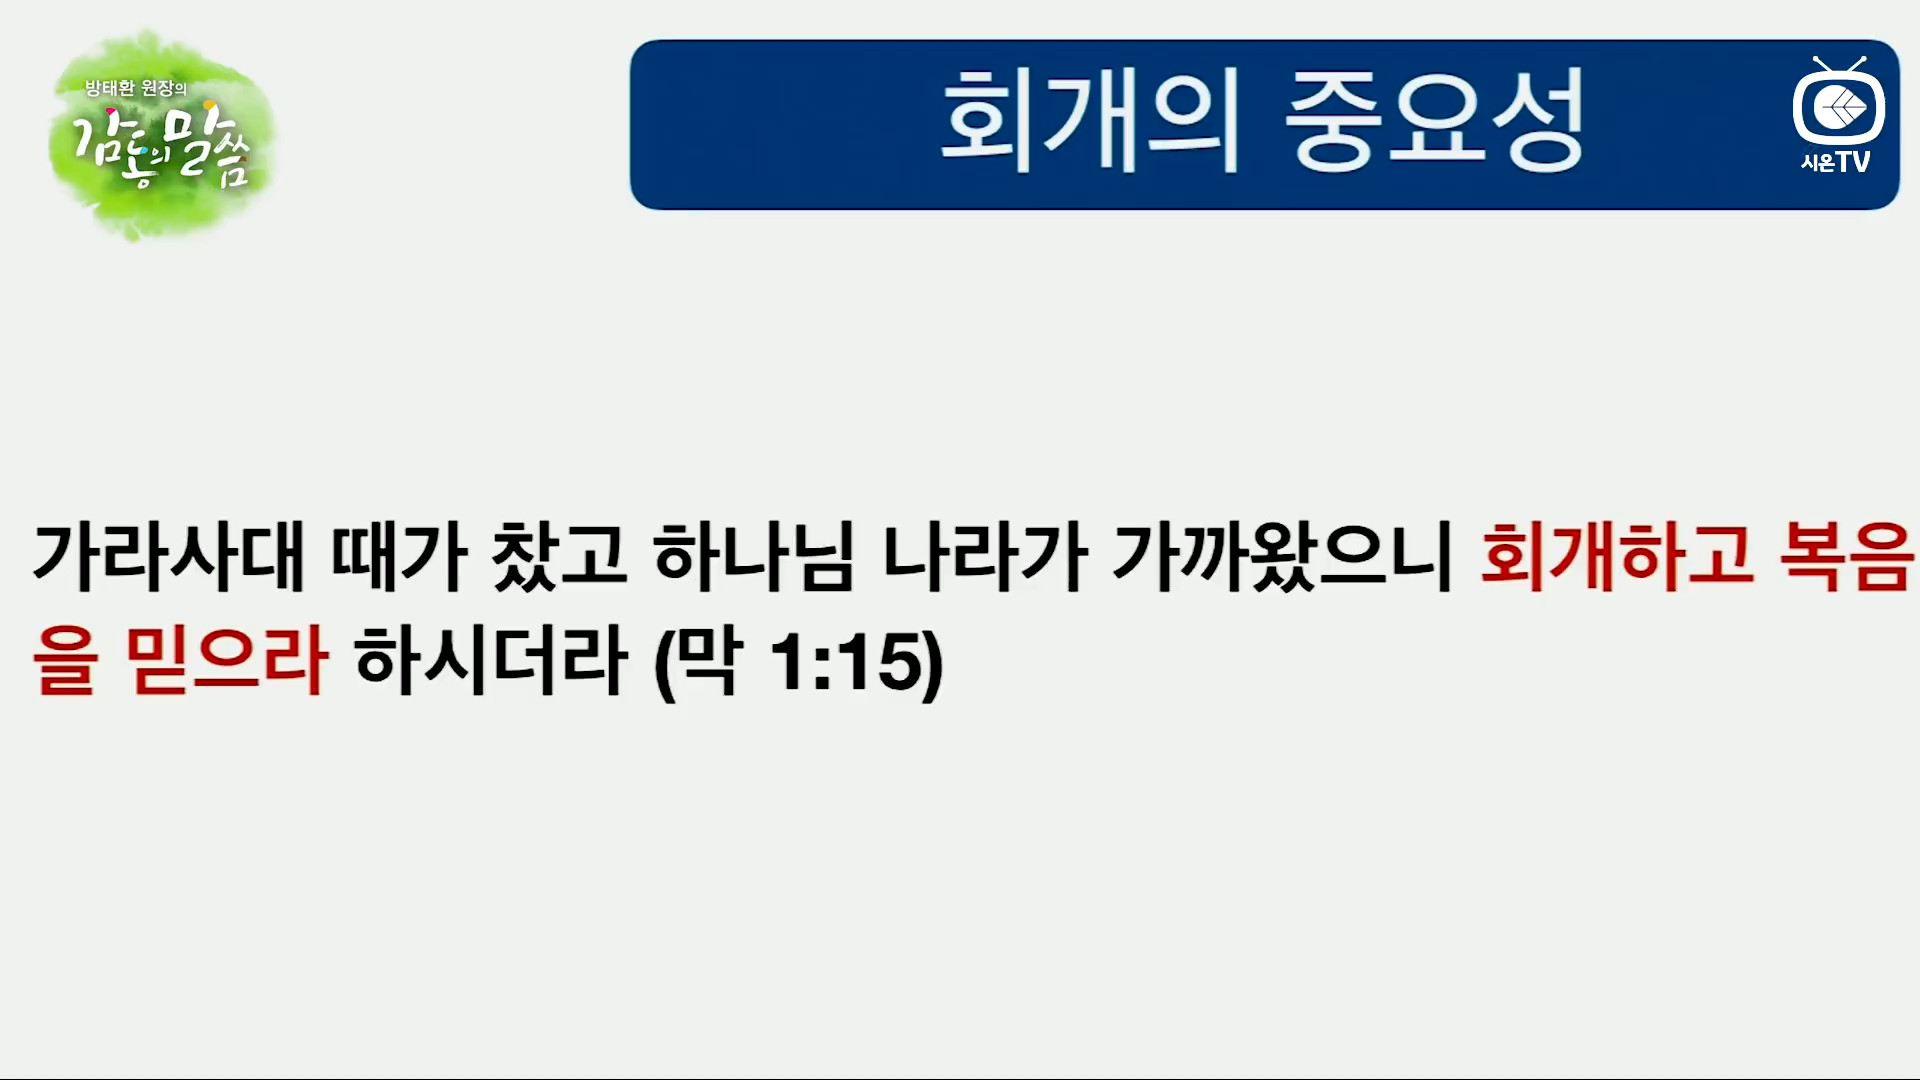 방태환 원장의
감동의 말씀
회개의 중요성
시온TV
가라사대 때가 찼고 하나님 나라가 가까왔으니 회개하고 복음
을 믿으라 하시더라 (막 1:15)